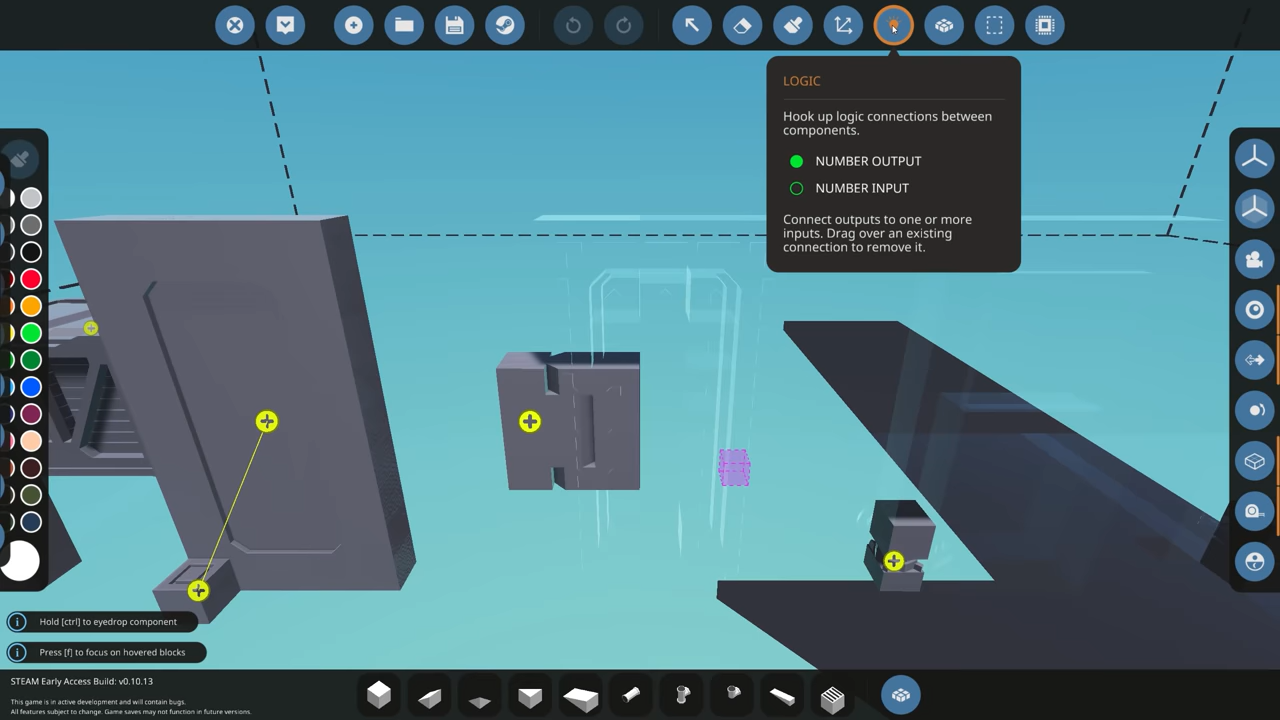 LOGIC
Hook up logic connections between
components.
NUMBER OUTPUT
NUMBER INPUT
Connect outputs to one or more
inputs. Drag over an existing
connection to remove it.
Hold [ctrl] to eyedrop component
Press [f] to focus on hovered blocks
STEAM Early Access Build: v0.10.13
This game is in active development and will contain bugs.
All features subject to change. Game saves may not function in future versions.